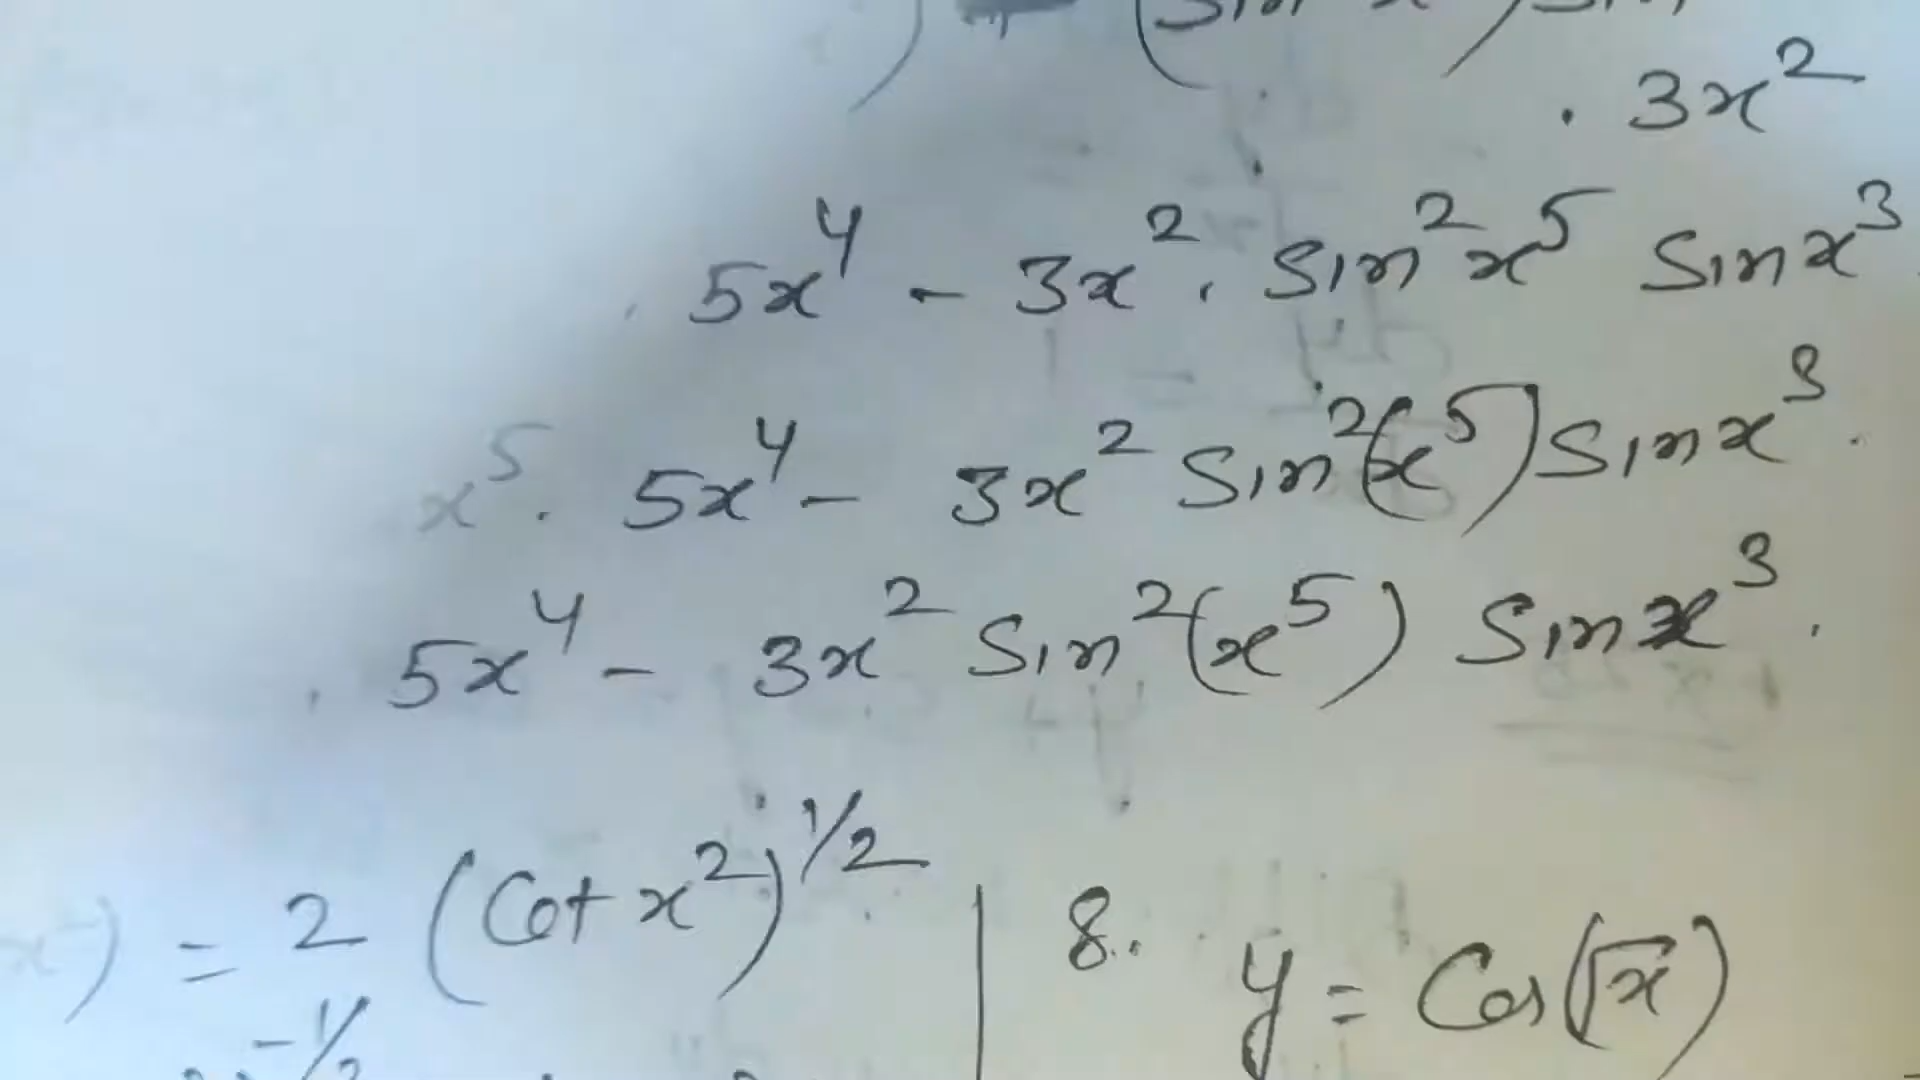 . 3x²
. 5x⁴ - 3x² . Sin²x⁵ Sinx³
x⁵ . 5x⁴ - 3x² Sin²(x⁵) Sinx³.
. 5x⁴ - 3x² Sin²(x⁵) Sinx³.
) = 2 (Cot x²)^1/2
8. y = Cos(√x)